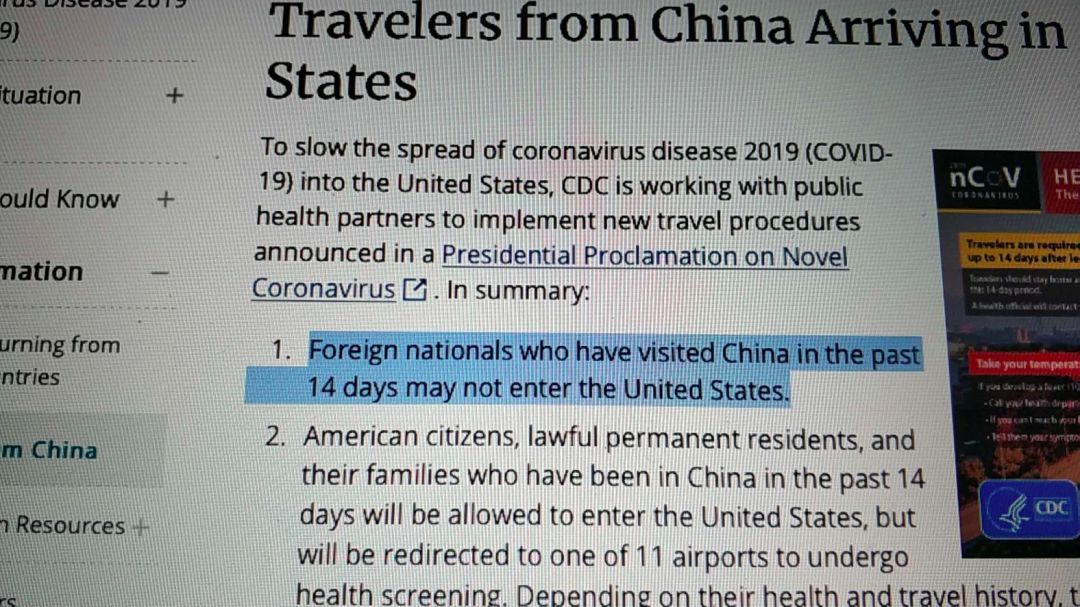 rus Disease 2019
9)
ituation +
ould Know +
mation −
urning from
ntries
m China
n Resources +
rs
Travelers from China Arriving in
States
To slow the spread of coronavirus disease 2019 (COVID-
19) into the United States, CDC is working with public
health partners to implement new travel procedures
announced in a Presidential Proclamation on Novel
Coronavirus . In summary:
1. Foreign nationals who have visited China in the past
14 days may not enter the United States.
2. American citizens, lawful permanent residents, and
their families who have been in China in the past 14
days will be allowed to enter the United States, but
will be redirected to one of 11 airports to undergo
health screening. Depending on their health and travel history, t
2019
nCoV
CORONAVIRUS
HE
The
Travelers are required
up to 14 days after le
Travelers should stay home a
this 14-day period.
A health official will contact
Take your temperat
If you develop a fever (10
- Call your health depar
- If you can't reach your
- Tell them your sympto
CDC